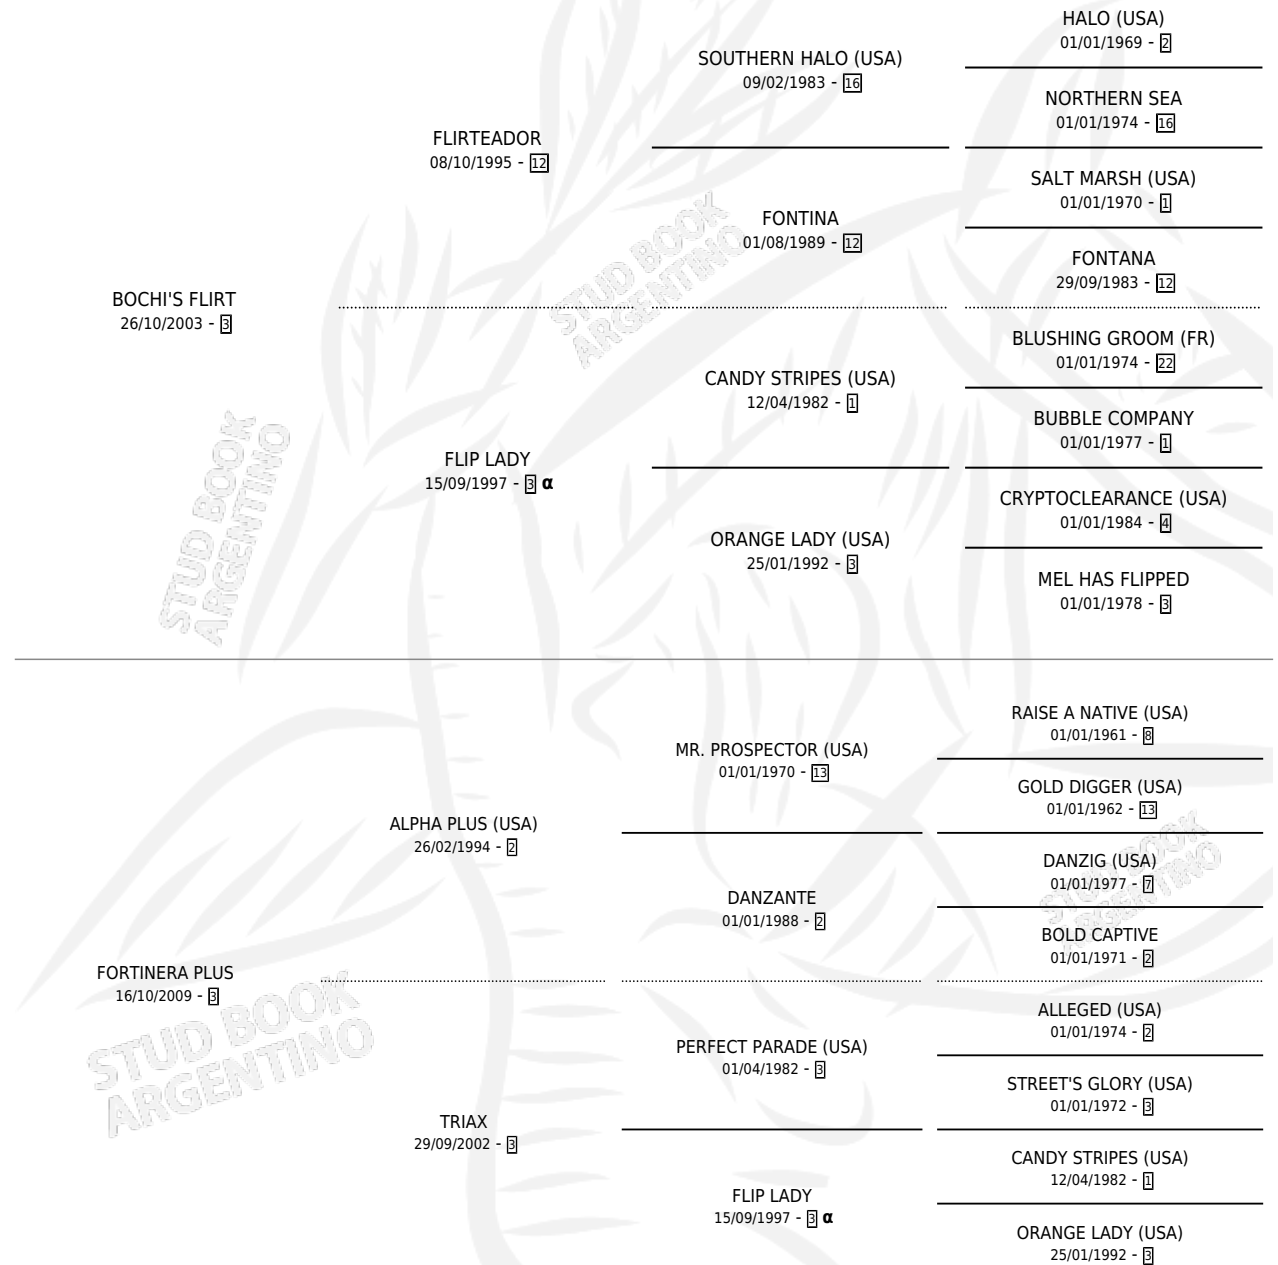 HALO (USA)
01/01/1969 - 2
SOUTHERN HALO (USA)
09/02/1983 - 16
NORTHERN SEA
01/01/1974 - 16
FLIRTEADOR
08/10/1995 - 12
SALT MARSH (USA)
01/01/1970 - 1
FONTINA
01/08/1989 - 12
FONTANA
29/09/1983 - 12
BOCHI'S FLIRT
26/10/2003 - 3
BLUSHING GROOM (FR)
01/01/1974 - 22
CANDY STRIPES (USA)
12/04/1982 - 1
BUBBLE COMPANY
01/01/1977 - 1
FLIP LADY
15/09/1997 - 3 α
CRYPTOCLEARANCE (USA)
01/01/1984 - 4
ORANGE LADY (USA)
25/01/1992 - 3
MEL HAS FLIPPED
01/01/1978 - 3
RAISE A NATIVE (USA)
01/01/1961 - 8
MR. PROSPECTOR (USA)
01/01/1970 - 13
GOLD DIGGER (USA)
01/01/1962 - 13
ALPHA PLUS (USA)
26/02/1994 - 2
DANZIG (USA)
01/01/1977 - 7
DANZANTE
01/01/1988 - 2
BOLD CAPTIVE
01/01/1971 - 2
FORTINERA PLUS
16/10/2009 - 3
ALLEGED (USA)
01/01/1974 - 2
PERFECT PARADE (USA)
01/04/1982 - 3
STREET'S GLORY (USA)
01/01/1972 - 3
TRIAX
29/09/2002 - 3
CANDY STRIPES (USA)
12/04/1982 - 1
FLIP LADY
15/09/1997 - 3 α
ORANGE LADY (USA)
25/01/1992 - 3
STUD BOOK
ARGENTINO
STUD BOOK
ARGENTINO
STUD BOOK
ARGENTINO
STUD BOOK
ARGENTINO